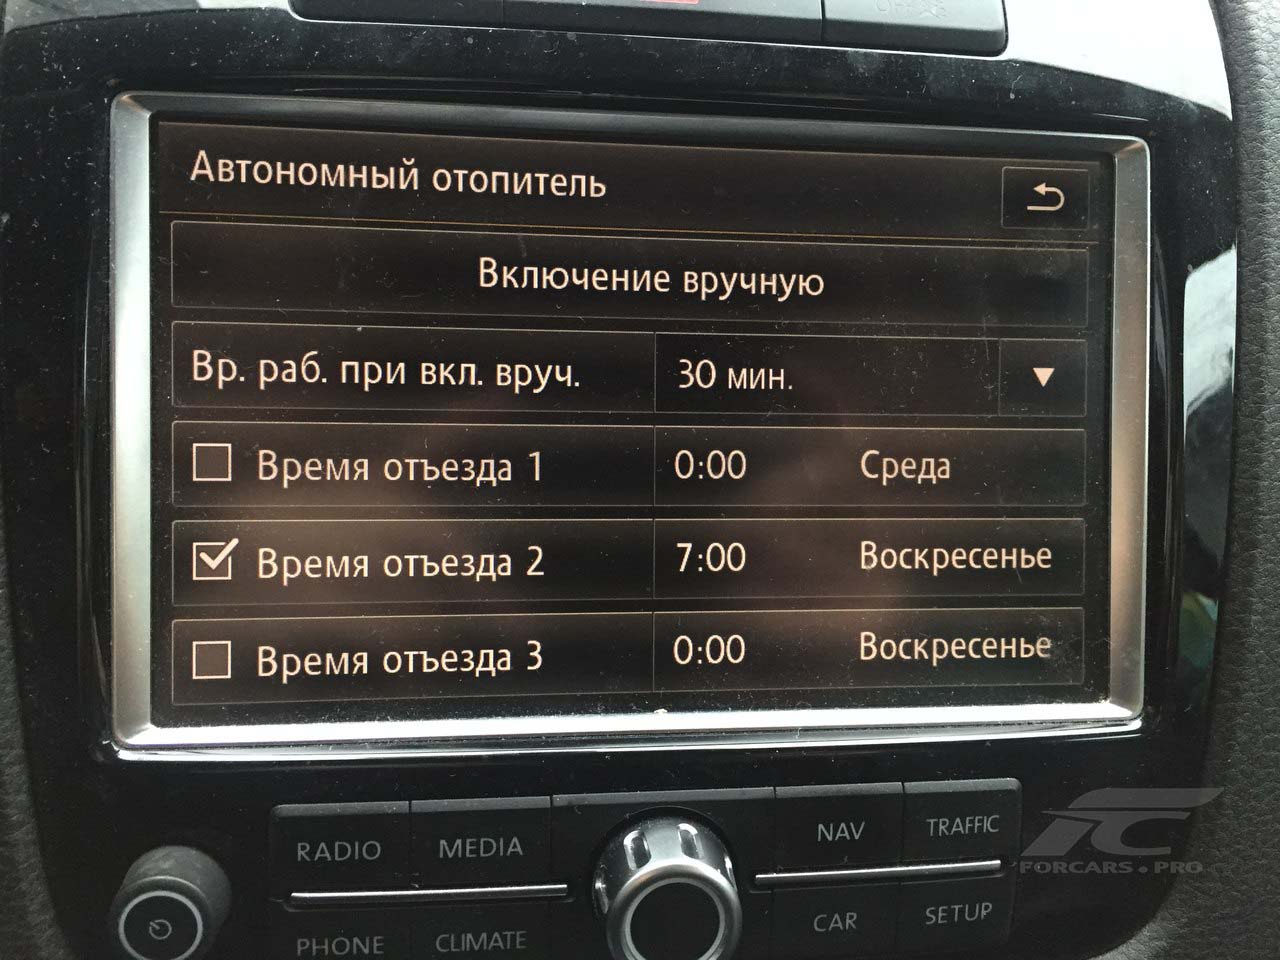 Автономный отопитель
Включение вручную
Вр. раб. при вкл. вруч. 30 мин.
Время отъезда 1 0:00 Среда
Время отъезда 2 7:00 Воскресенье
Время отъезда 3 0:00 Воскресенье
RADIO MEDIA NAV TRAFFIC
PHONE CLIMATE CAR SETUP
FORCARS.PRO